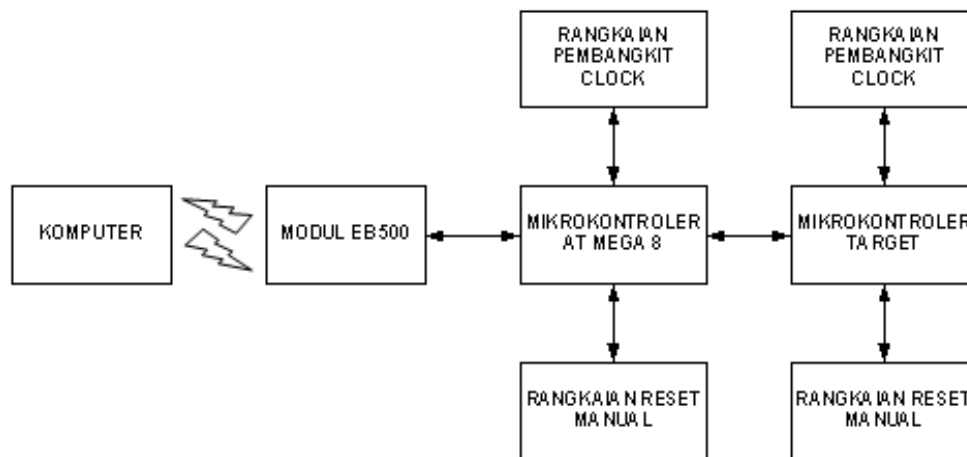 RANGKAIAN
PEMBANGKIT
CLOCK
RANGKAIAN
PEMBANGKIT
CLOCK
KOMPUTER
MODUL EB500
MIKROKONTROLER
AT MEGA 8
MIKROKONTROLER
TARGET
RANGKAIAN RESET
MANUAL
RANGKAIAN RESET
MANUAL